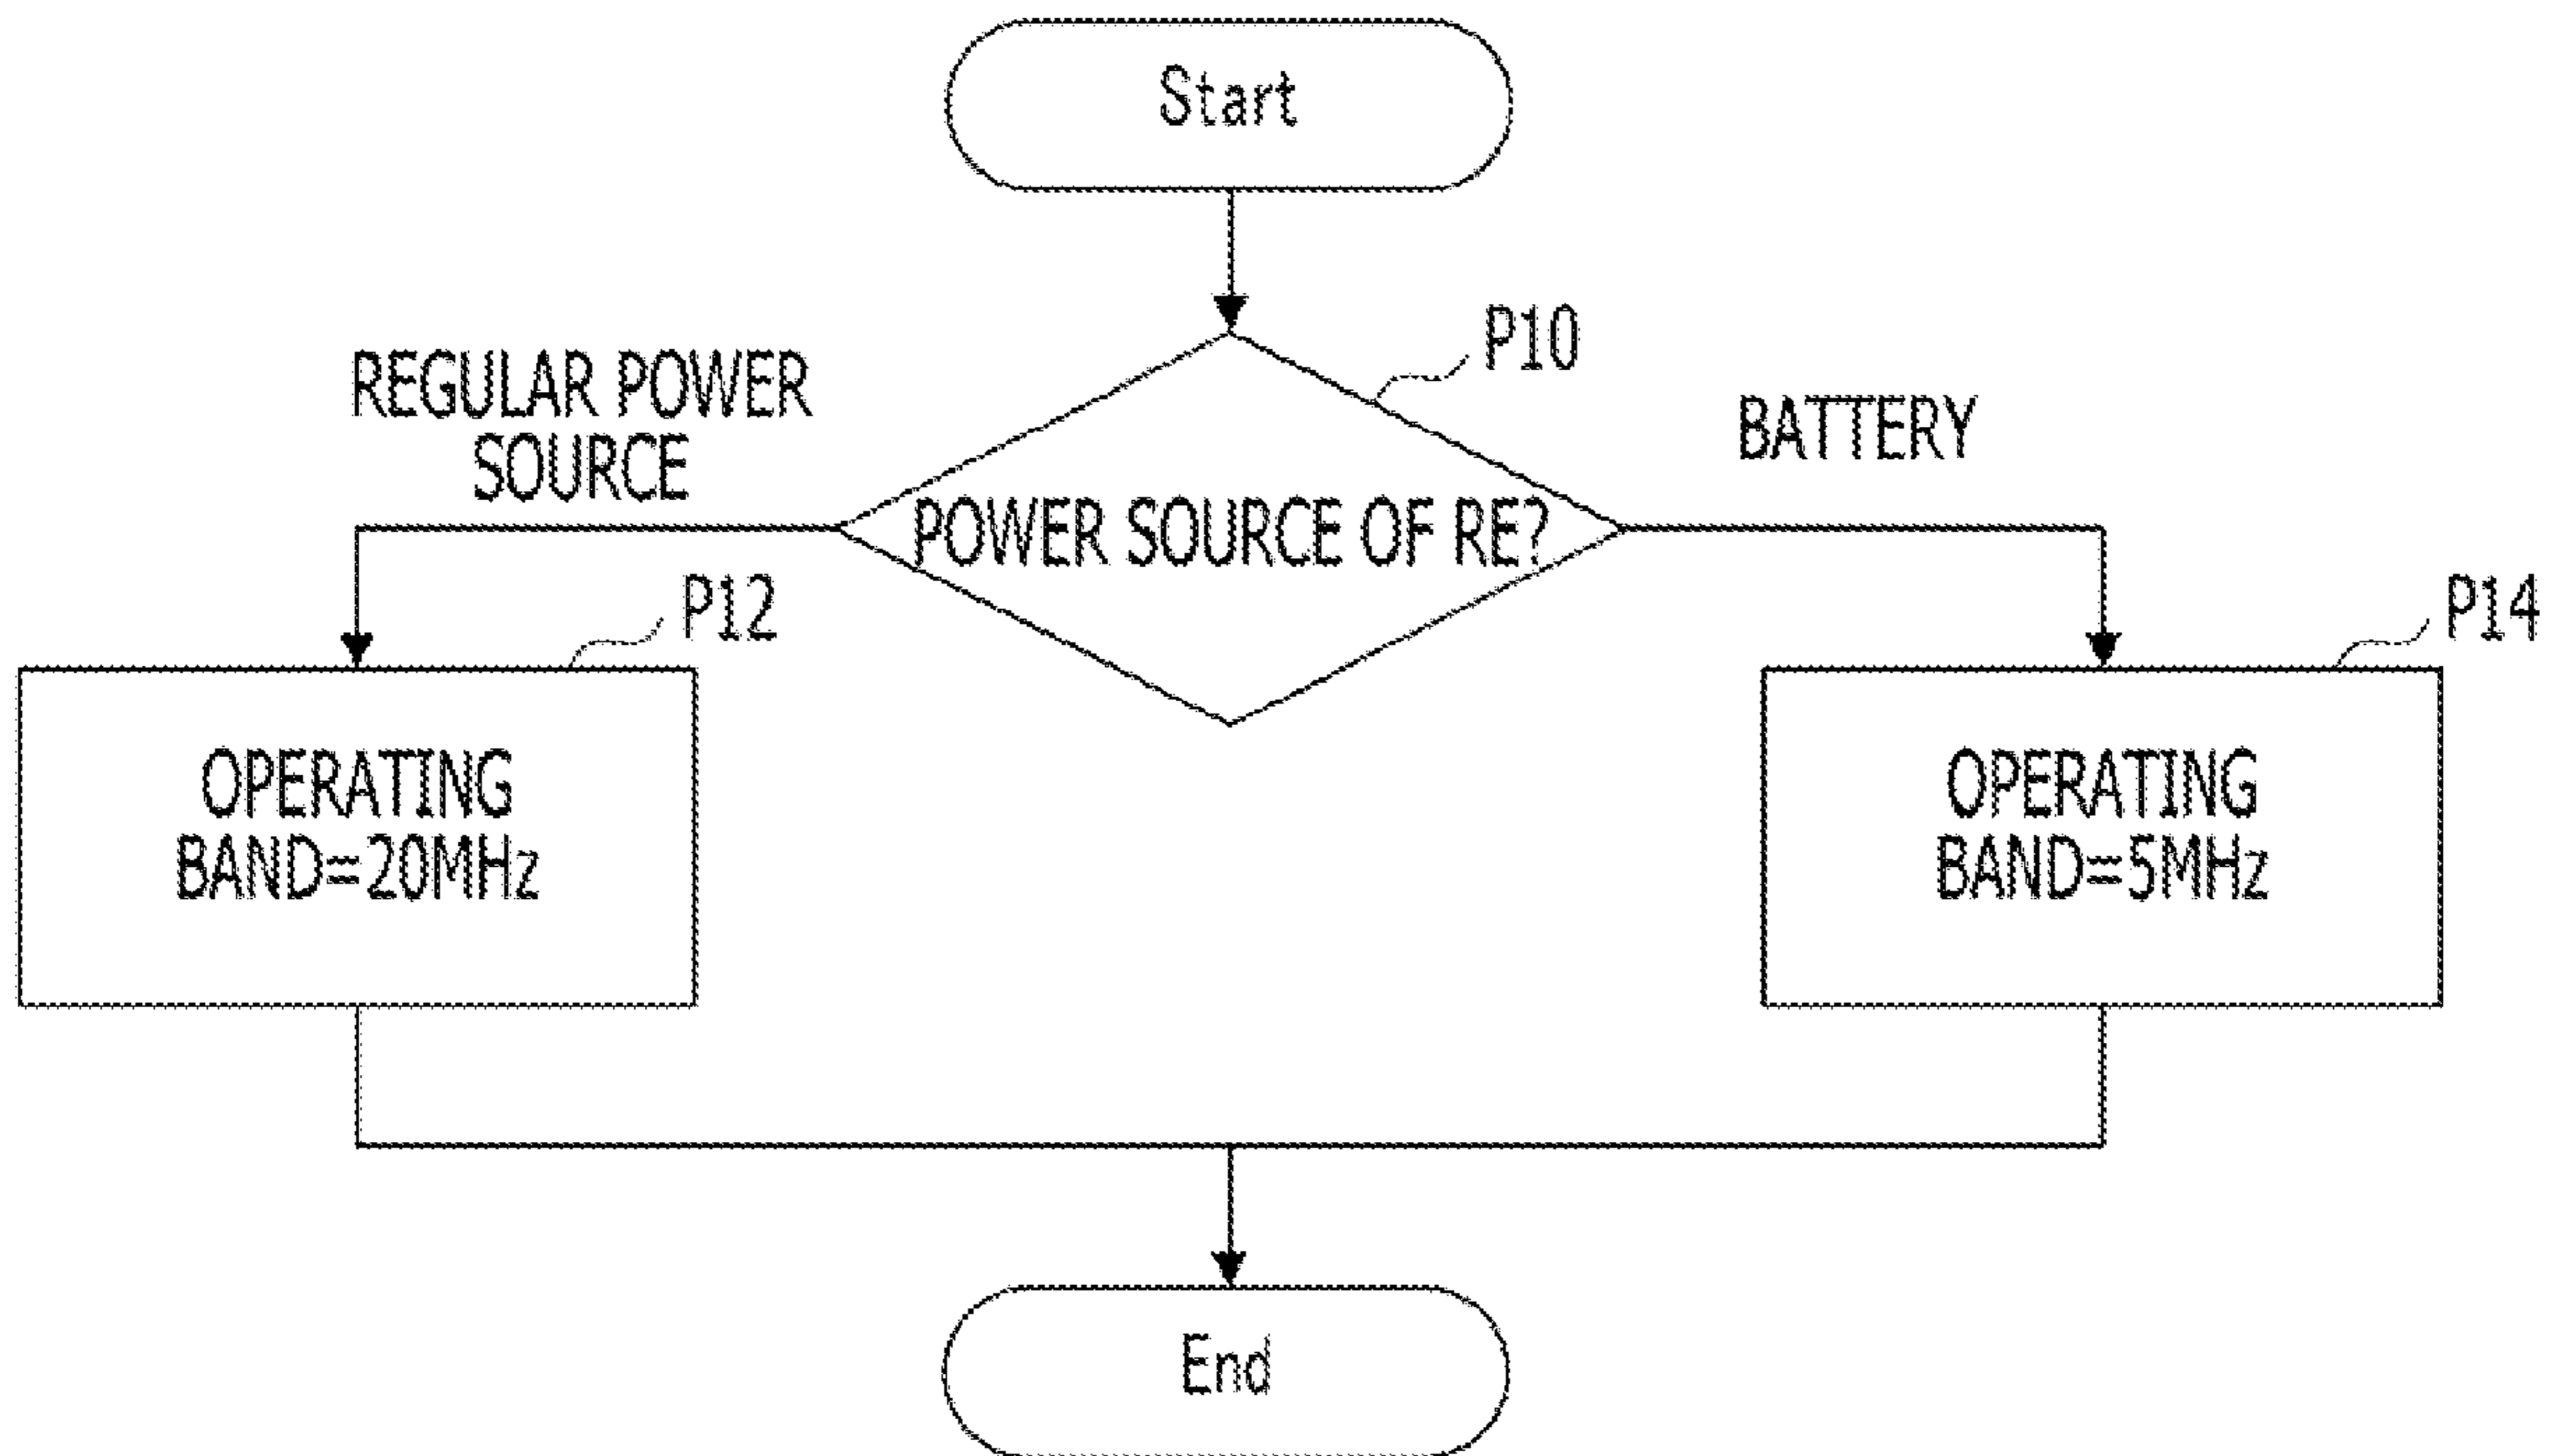 Start
P10
REGULAR POWER
SOURCE
BATTERY
POWER SOURCE OF RE?
P12
P14
OPERATING
BAND=20MHz
OPERATING
BAND=5MHz
End